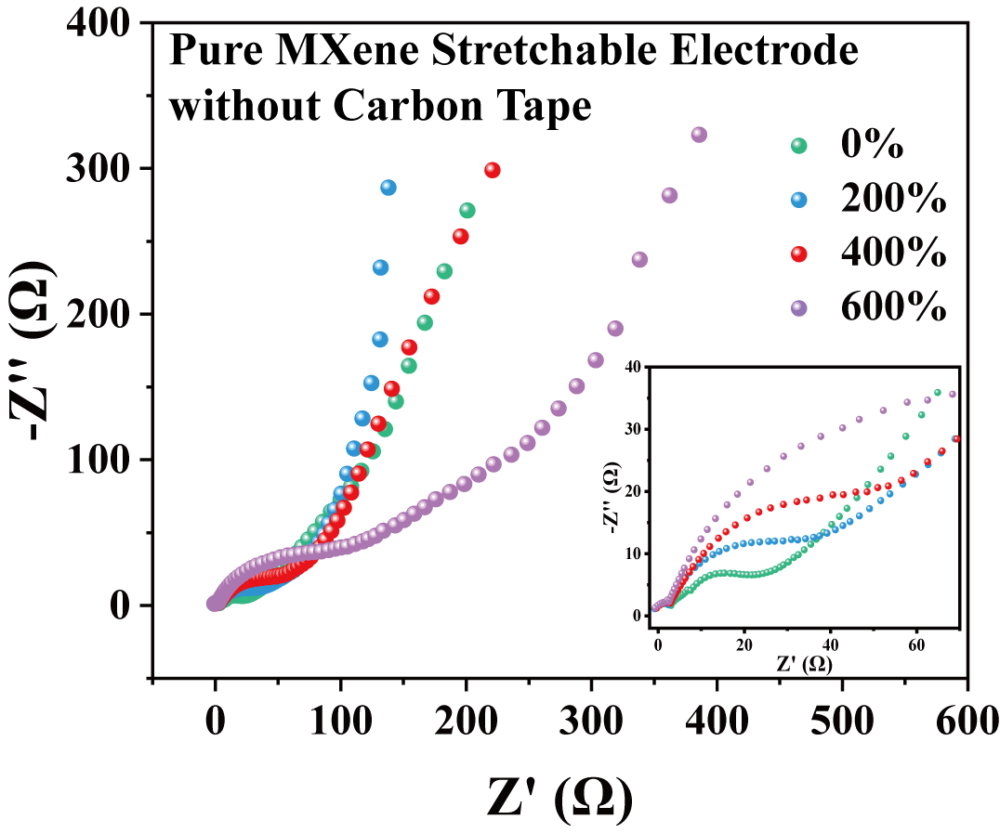 Pure MXene Stretchable Electrode
without Carbon Tape
400
300
200
100
0
-Z'' (Ω)
0%
200%
400%
600%
40
30
20
10
0
-Z'' (Ω)
0 20 40 60
Z' (Ω)
0 100 200 300 400 500 600
Z' (Ω)